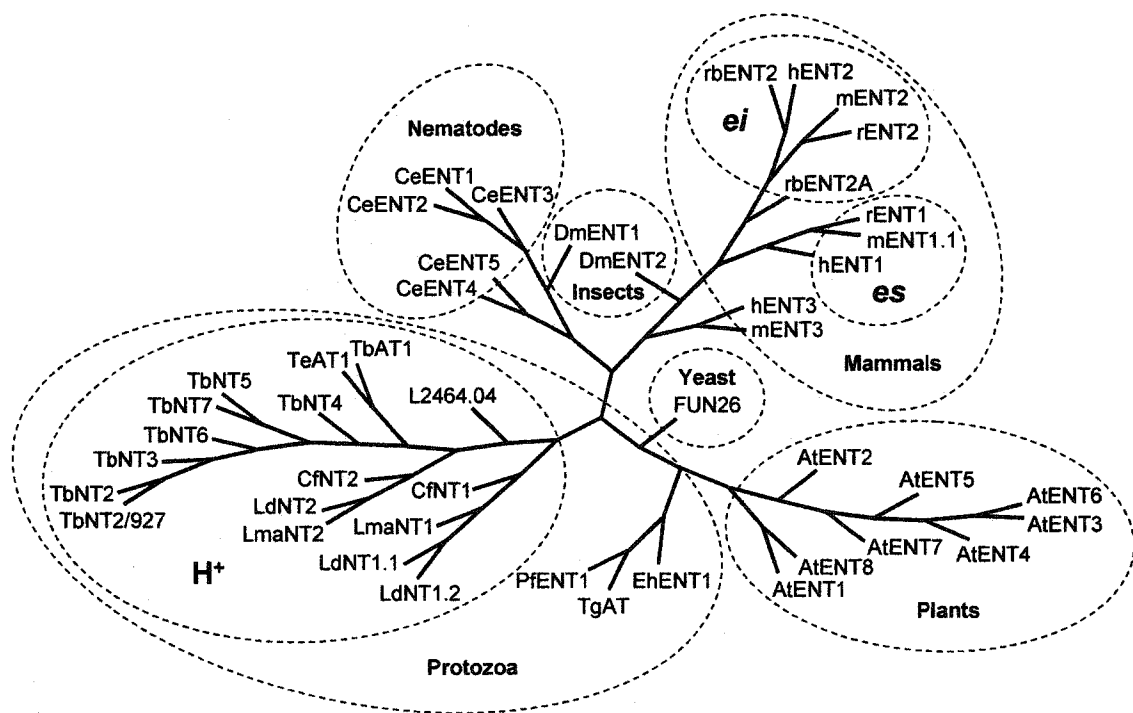 rbENT2 hENT2
mENT2
ei
rENT2
Nematodes
CeENT1
CeENT3
CeENT2
rbENT2A
rENT1
mENT1.1
hENT1
es
DmENT1
DmENT2
Insects
CeENT5
CeENT4
hENT3
mENT3
Mammals
Yeast
FUN26
TbAT1
TeAT1
L2464.04
TbNT5
TbNT7
TbNT4
TbNT6
TbNT3
TbNT2
TbNT2/927
CfNT2
CfNT1
LdNT2
LmaNT2
LmaNT1
LdNT1.1
LdNT1.2
H+
PfENT1
EhENT1
TgAT
Protozoa
AtENT2
AtENT5
AtENT6
AtENT3
AtENT7
AtENT4
AtENT8
AtENT1
Plants